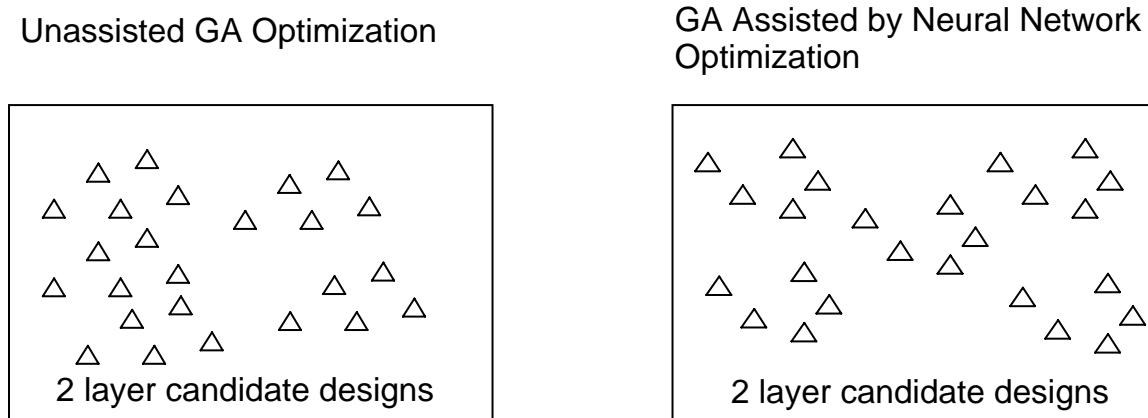 Unassisted GA Optimization
GA Assisted by Neural Network
Optimization
2 layer candidate designs
2 layer candidate designs